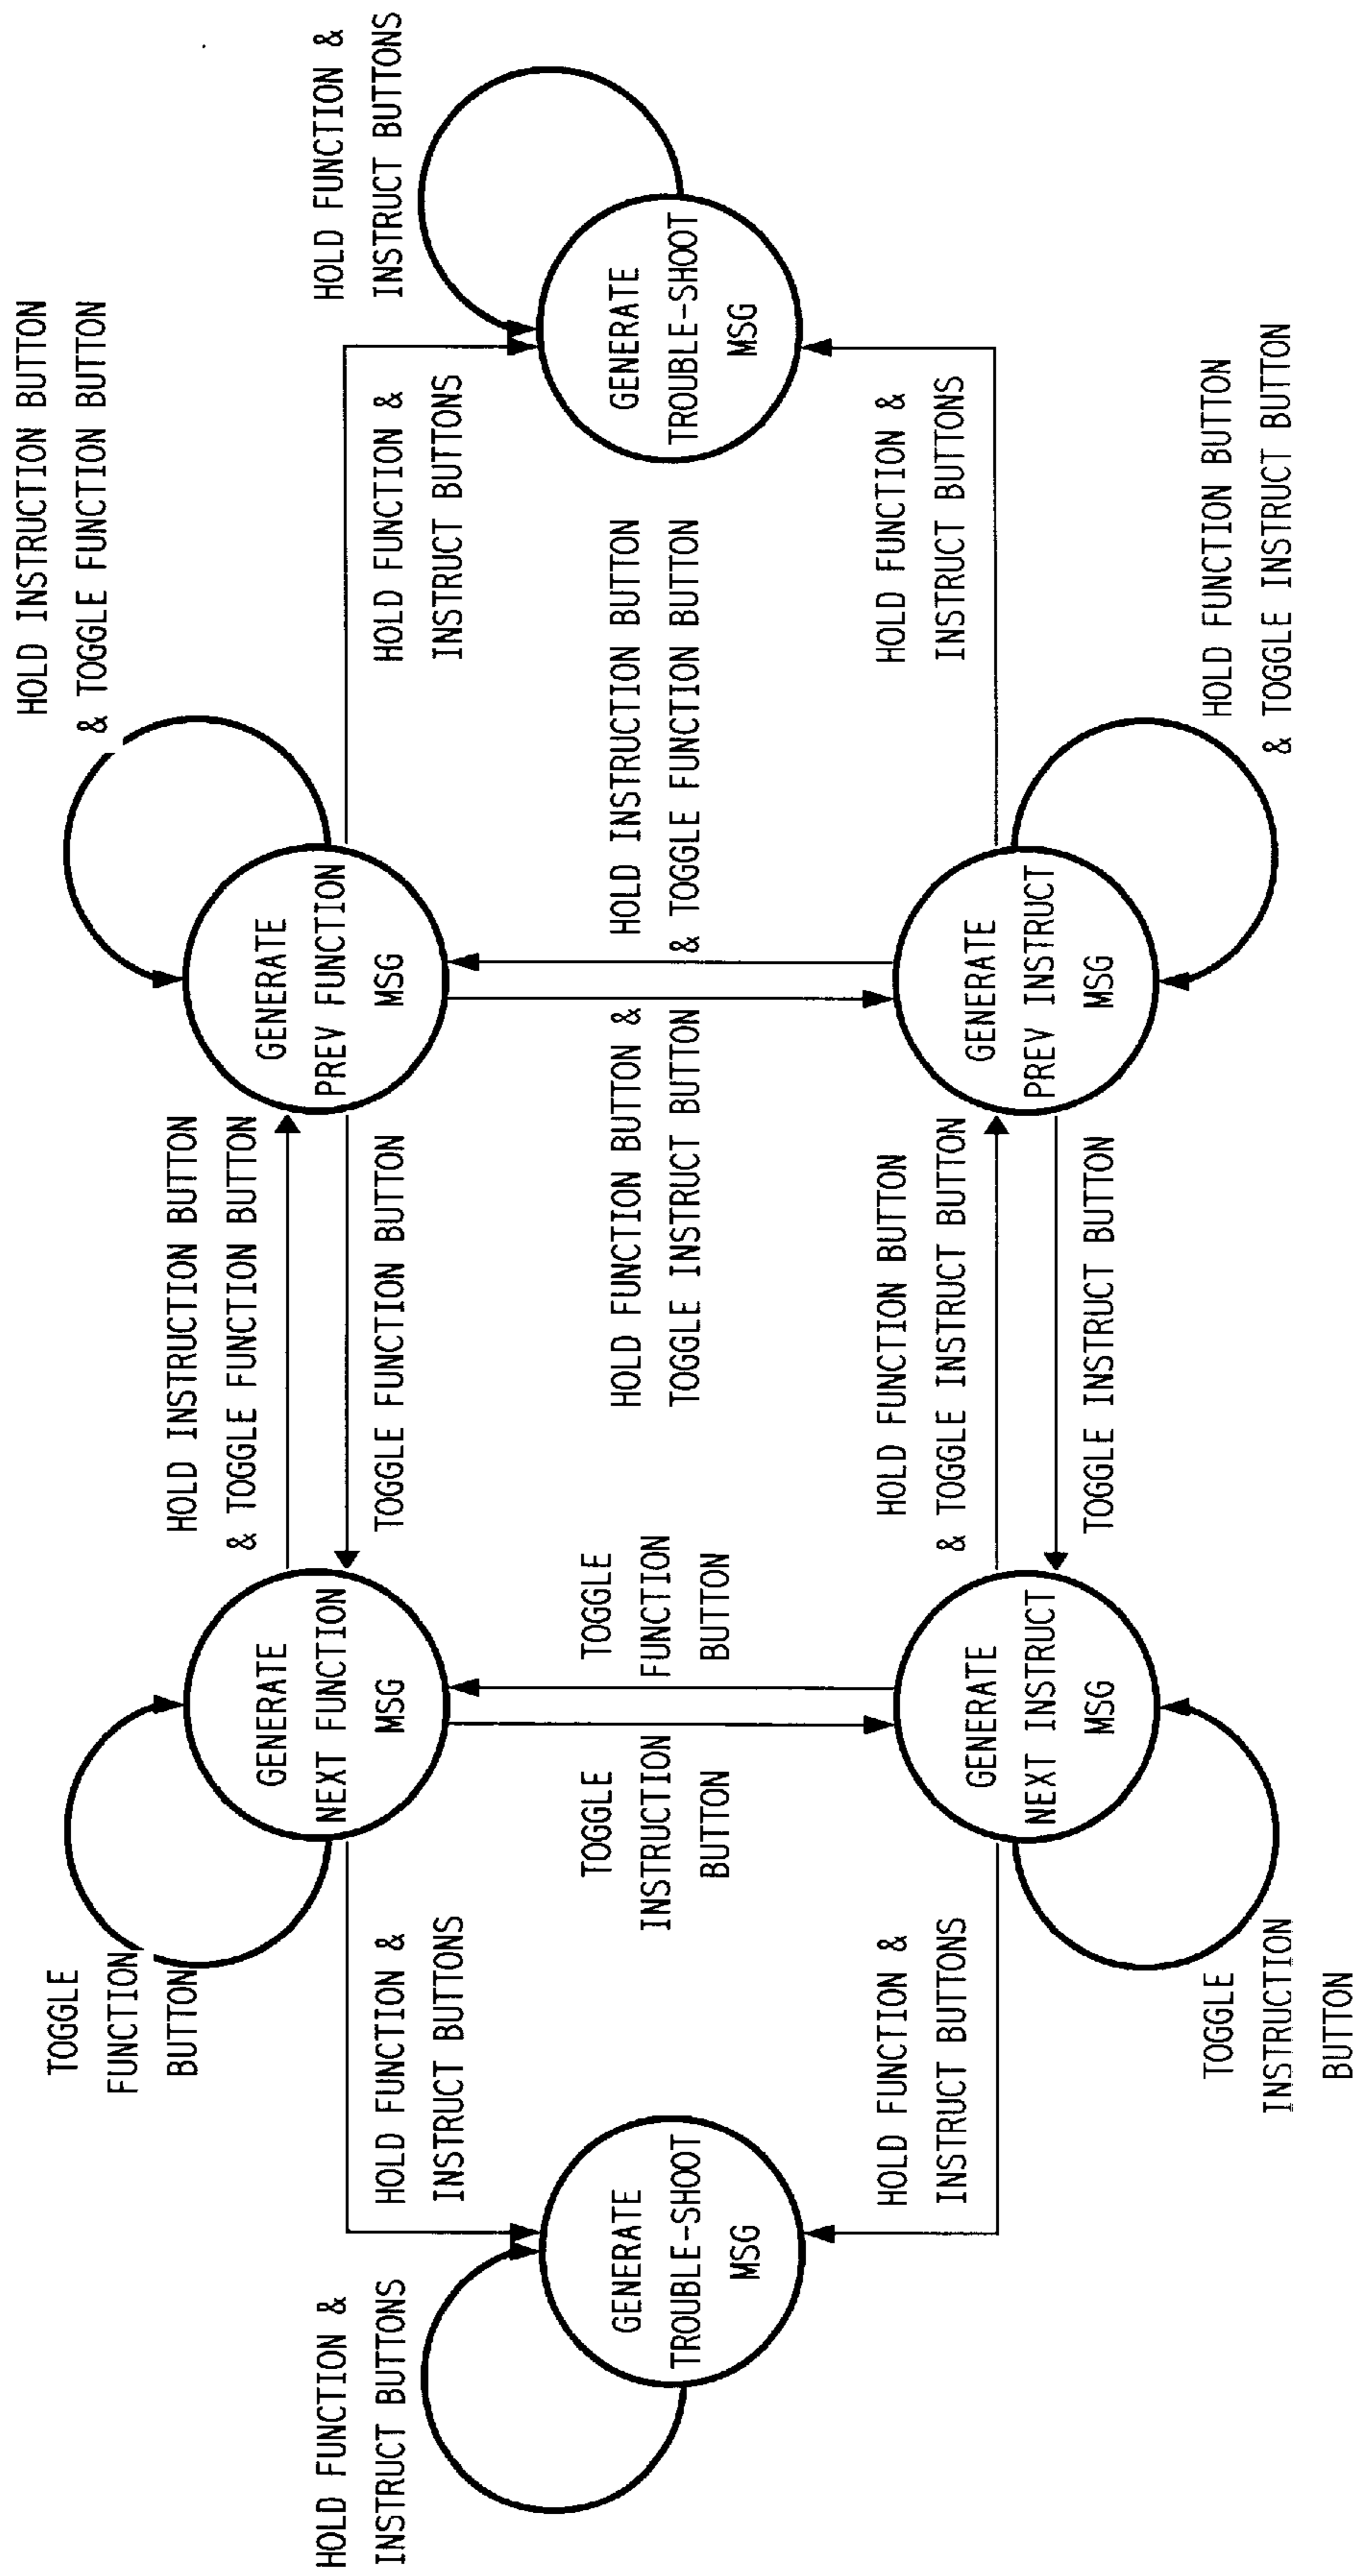 TOGGLE
FUNCTION
BUTTON
HOLD INSTRUCTION BUTTON
& TOGGLE FUNCTION BUTTON
HOLD INSTRUCTION BUTTON
& TOGGLE FUNCTION BUTTON
GENERATE
NEXT FUNCTION
MSG
TOGGLE FUNCTION BUTTON
GENERATE
PREV FUNCTION
MSG
HOLD FUNCTION &
INSTRUCT BUTTONS
HOLD FUNCTION &
INSTRUCT BUTTONS
HOLD FUNCTION &
INSTRUCT BUTTONS
HOLD FUNCTION &
INSTRUCT BUTTONS
GENERATE
TROUBLE-SHOOT
MSG
TOGGLE
INSTRUCTION
BUTTON
TOGGLE
FUNCTION
BUTTON
HOLD FUNCTION BUTTON &
TOGGLE INSTRUCT BUTTON
HOLD INSTRUCTION BUTTON
& TOGGLE FUNCTION BUTTON
GENERATE
TROUBLE-SHOOT
MSG
HOLD FUNCTION &
INSTRUCT BUTTONS
HOLD FUNCTION BUTTON
& TOGGLE INSTRUCT BUTTON
HOLD FUNCTION &
INSTRUCT BUTTONS
GENERATE
NEXT INSTRUCT
MSG
TOGGLE INSTRUCT BUTTON
GENERATE
PREV INSTRUCT
MSG
TOGGLE
INSTRUCTION
BUTTON
HOLD FUNCTION BUTTON
& TOGGLE INSTRUCT BUTTON